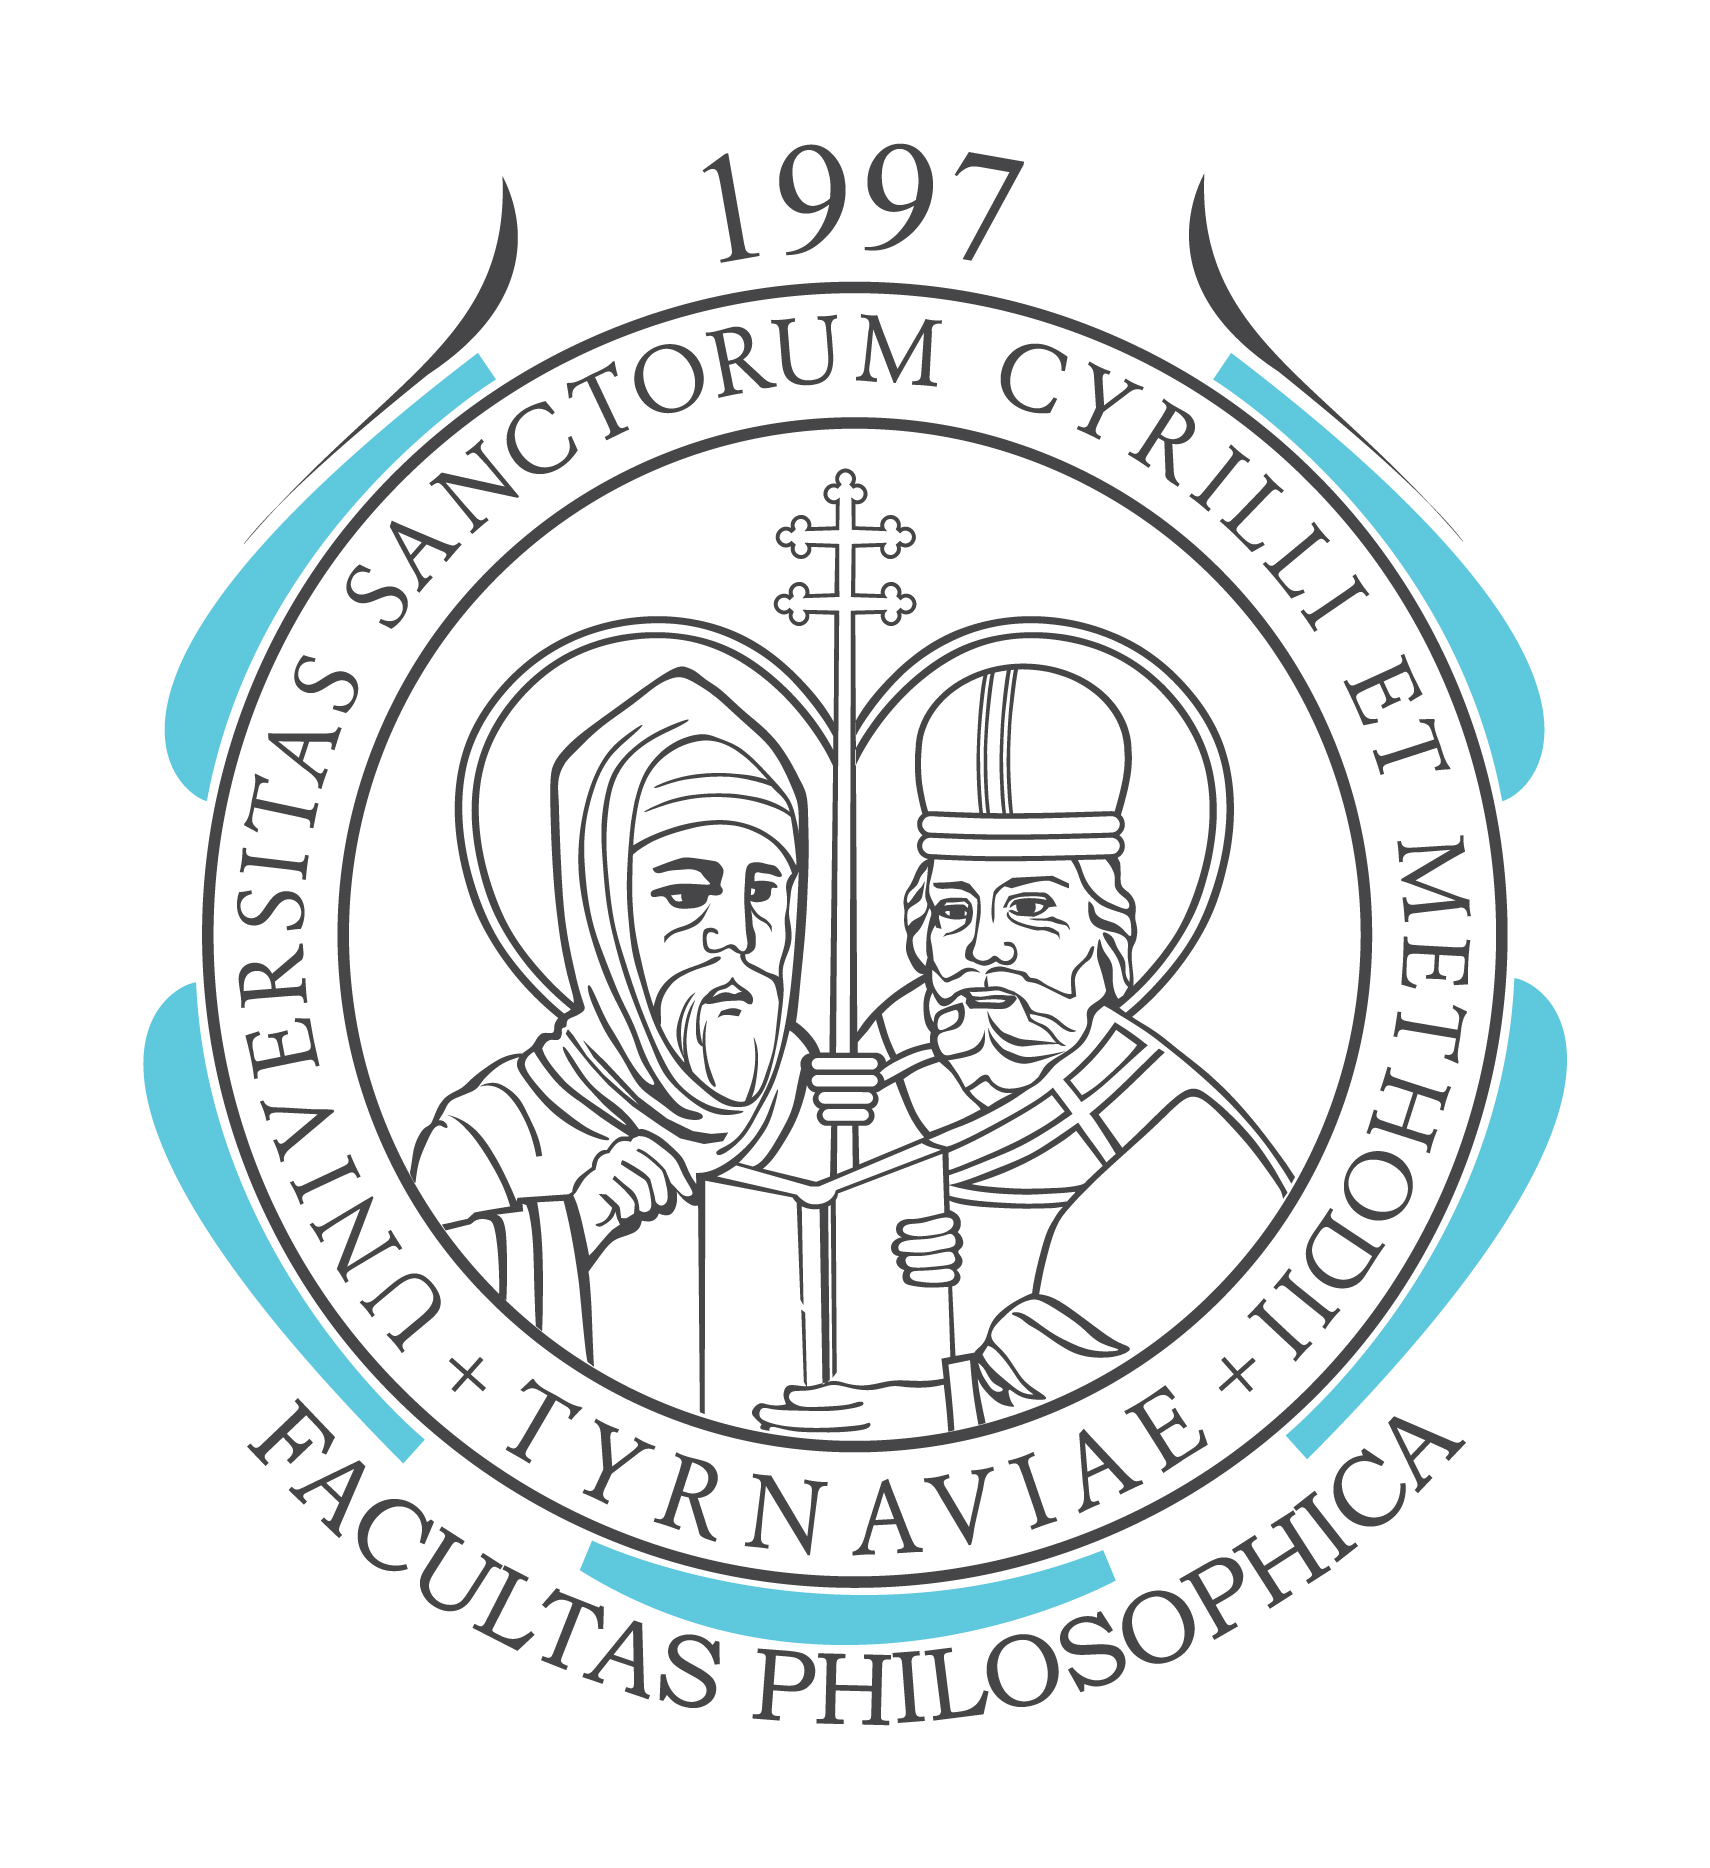 1997
UNIVERSITAS SANCTORUM CYRILLI ET METHODII
TYRNAVIAE
FACULTAS PHILOSOPHICA